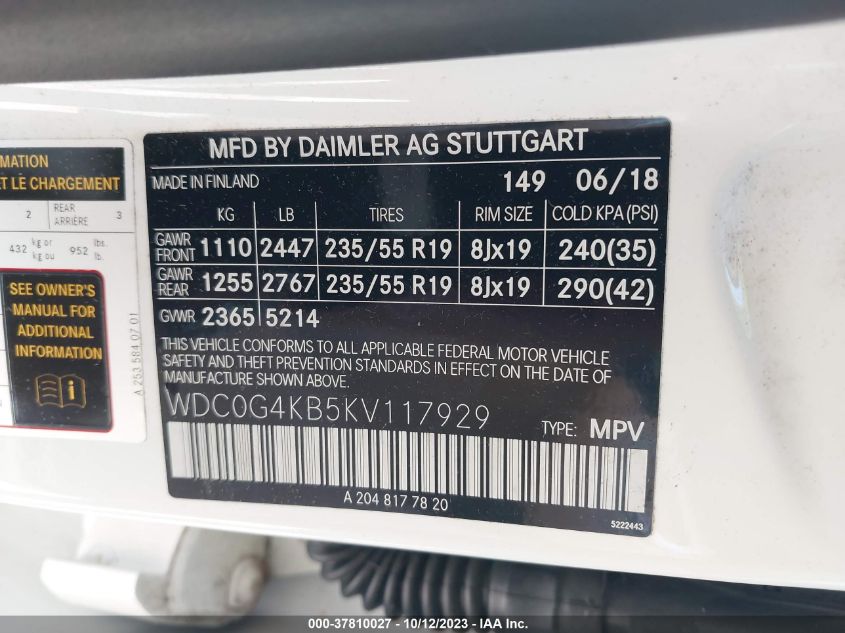 MATION
ET LE CHARGEMENT
2 REAR ARRIÈRE 3
432 kg or kg ou 952 lbs. lb.
SEE OWNER'S
MANUAL FOR
ADDITIONAL
INFORMATION
A 253 584 07 01
MFD BY DAIMLER AG STUTTGART
MADE IN FINLAND 149 06/18
KG LB TIRES RIM SIZE COLD KPA (PSI)
GAWR FRONT 1110 2447 235/55 R19 8Jx19 240(35)
GAWR REAR 1255 2767 235/55 R19 8Jx19 290(42)
GVWR 2365 5214
THIS VEHICLE CONFORMS TO ALL APPLICABLE FEDERAL MOTOR VEHICLE
SAFETY AND THEFT PREVENTION STANDARDS IN EFFECT ON THE DATE OF
MANUFACTURE SHOWN ABOVE.
WDC0G4KB5KV117929 TYPE: MPV
A 204 817 78 20
5222443
000-37810027 - 10/12/2023 - IAA Inc.